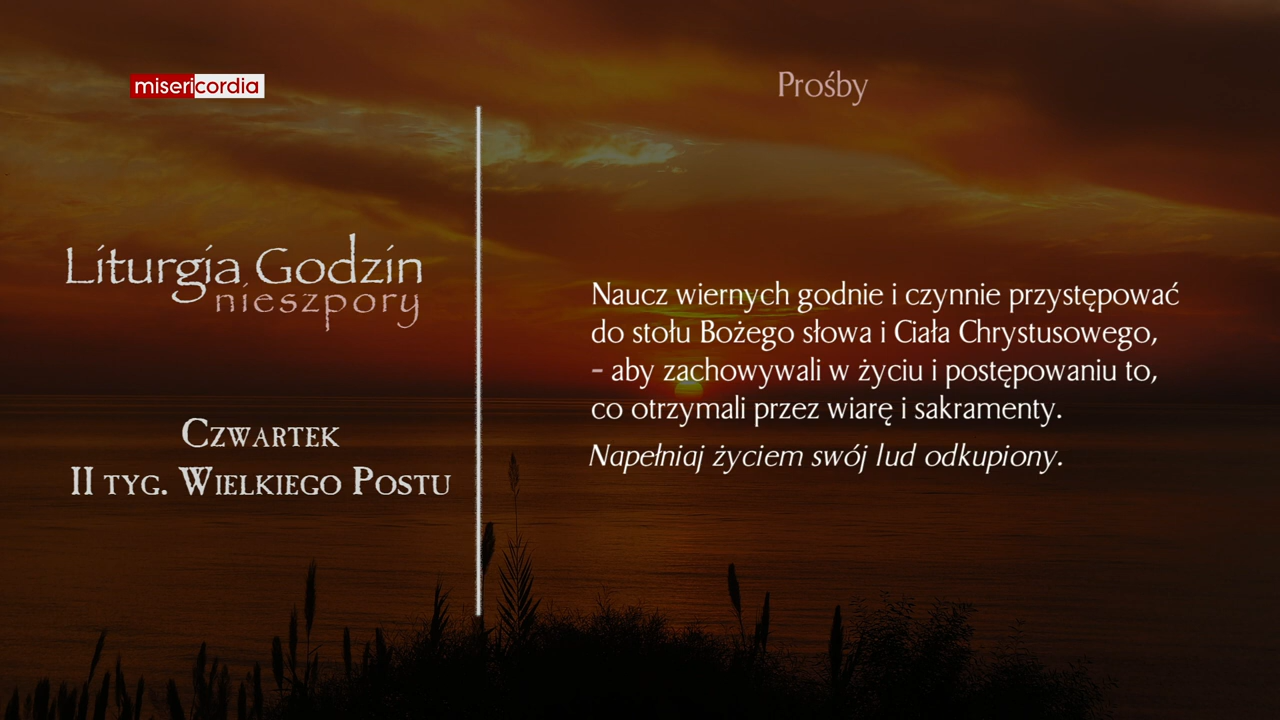 misericordia
Prośby
Liturgia Godzin
nieszpory
Czwartek
II tyg. Wielkiego Postu
Naucz wiernych godnie i czynnie przystępować
do stołu Bożego słowa i Ciała Chrystusowego,
- aby zachowywali w życiu i postępowaniu to,
co otrzymali przez wiarę i sakramenty.
Napełniaj życiem swój lud odkupiony.